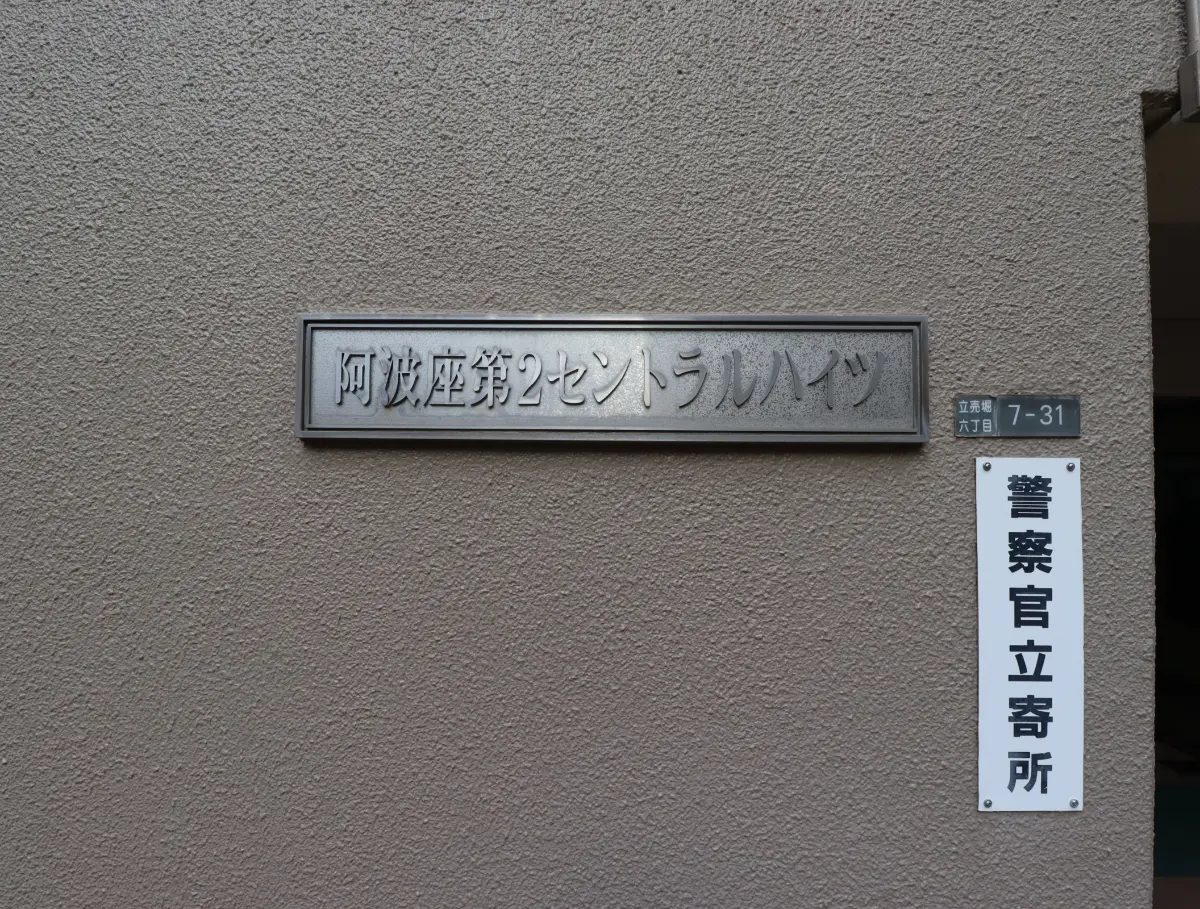 阿波座第2セントラルハイツ
立売堀
六丁目
7-31
警察官立寄所